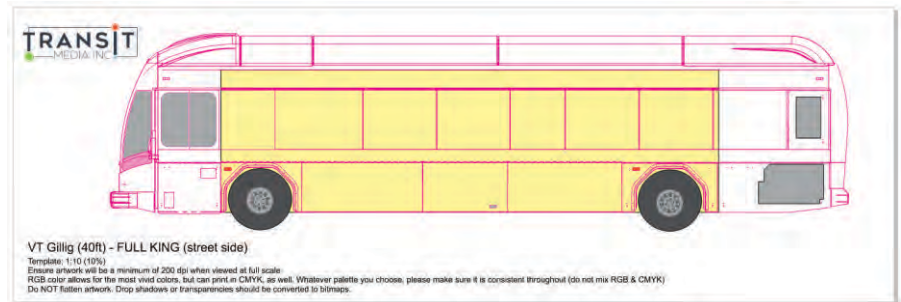 TRANSIT
MEDIA INC
VT Gillig (40ft) - FULL KING (street side)
Template: 1:10 (10%)
Ensure artwork will be a minimum of 200 dpi when viewed at full scale
RGB color allows for the most vivid colors, but can print in CMYK, as well. Whatever palette you choose, please make sure it is consistent throughout (do not mix RGB & CMYK)
Do NOT flatten artwork. Drop shadows or transparencies should be converted to bitmaps.